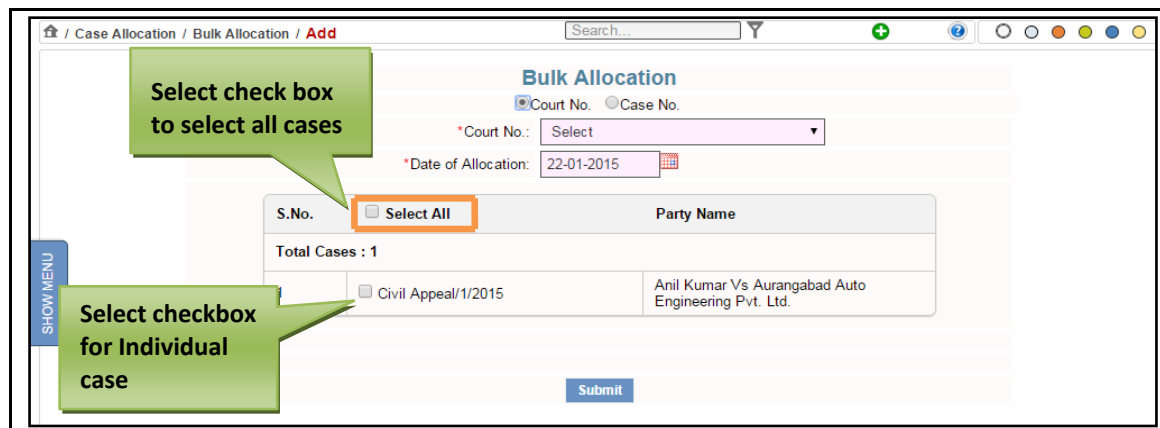 / Case Allocation / Bulk Allocation / Add
Search...
Bulk Allocation
Court No. Case No.
*Court No.: Select
*Date of Allocation: 22-01-2015
Select check box
to select all cases
S.No. Select All Party Name
Total Cases : 1
1 Civil Appeal/1/2015 Anil Kumar Vs Aurangabad Auto
Engineering Pvt. Ltd.
SHOW MENU
Select checkbox
for Individual
case
Submit